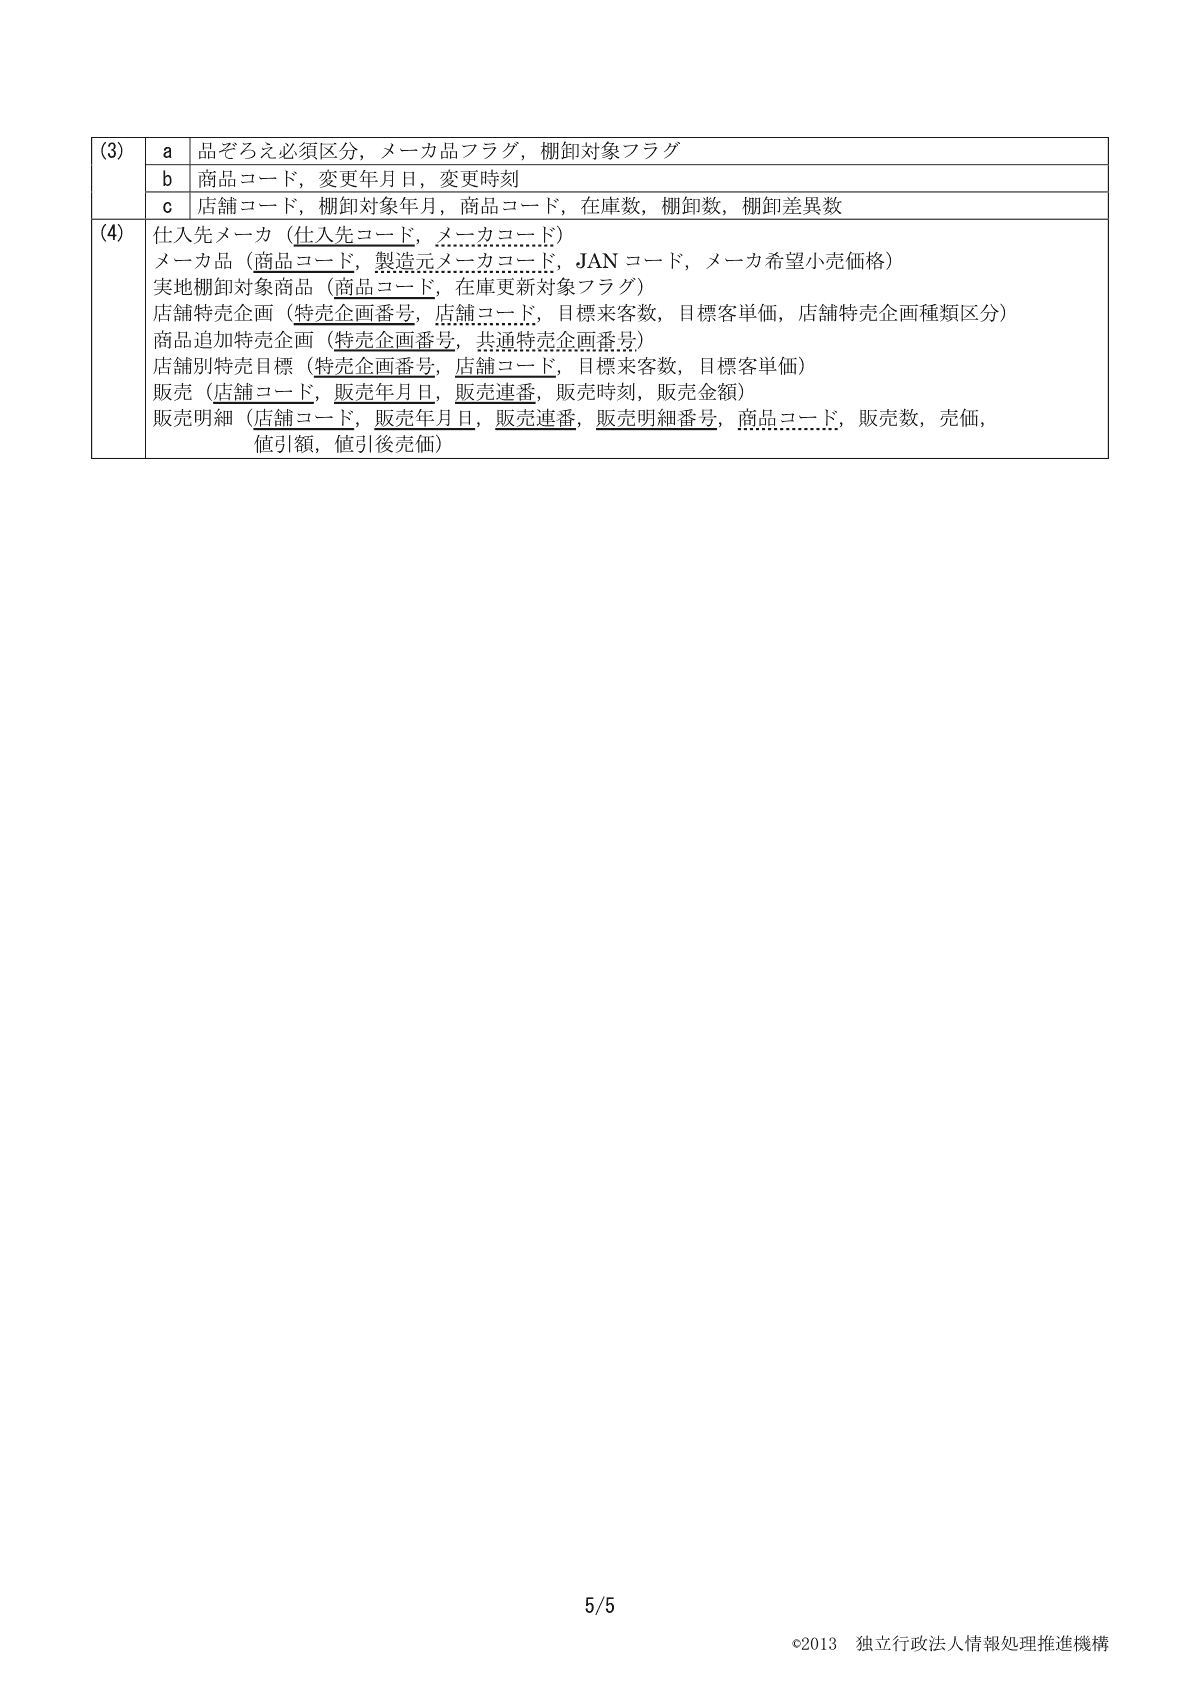 (3) a 品ぞろえ必須区分，メーカ品フラグ，棚卸対象フラグ
b 商品コード，変更年月日，変更時刻
c 店舗コード，棚卸対象年月，商品コード，在庫数，棚卸数，棚卸差異数
(4) 仕入先メーカ（仕入先コード，メーカコード）
メーカ品（商品コード，製造元メーカコード，JAN コード，メーカ希望小売価格）
実地棚卸対象商品（商品コード，在庫更新対象フラグ）
店舗特売企画（特売企画番号，店舗コード，目標来客数，目標客単価，店舗特売企画種類区分）
商品追加特売企画（特売企画番号，共通特売企画番号）
店舗別特売目標（特売企画番号，店舗コード，目標来客数，目標客単価）
販売（店舗コード，販売年月日，販売連番，販売時刻，販売金額）
販売明細（店舗コード，販売年月日，販売連番，販売明細番号，商品コード，販売数，売価，
値引額，値引後売価）
5/5
©2013　独立行政法人情報処理推進機構